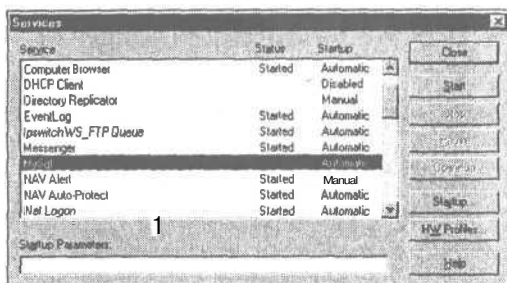 Services
Service Status Startup
Computer Browser Started Automatic
DHCP Client Disabled
Directory Replicator Manual
EventLog Started Automatic
Ipswitch WS_FTP Queue Started Automatic
Messenger Started Automatic
MySql Automatic
NAV Alert Started Manual
NAV Auto-Protect Started Automatic
Net Logon Started Automatic
1
Startup Parameters:
Close
Start
Stop
Startup
HW Profiles...
Help